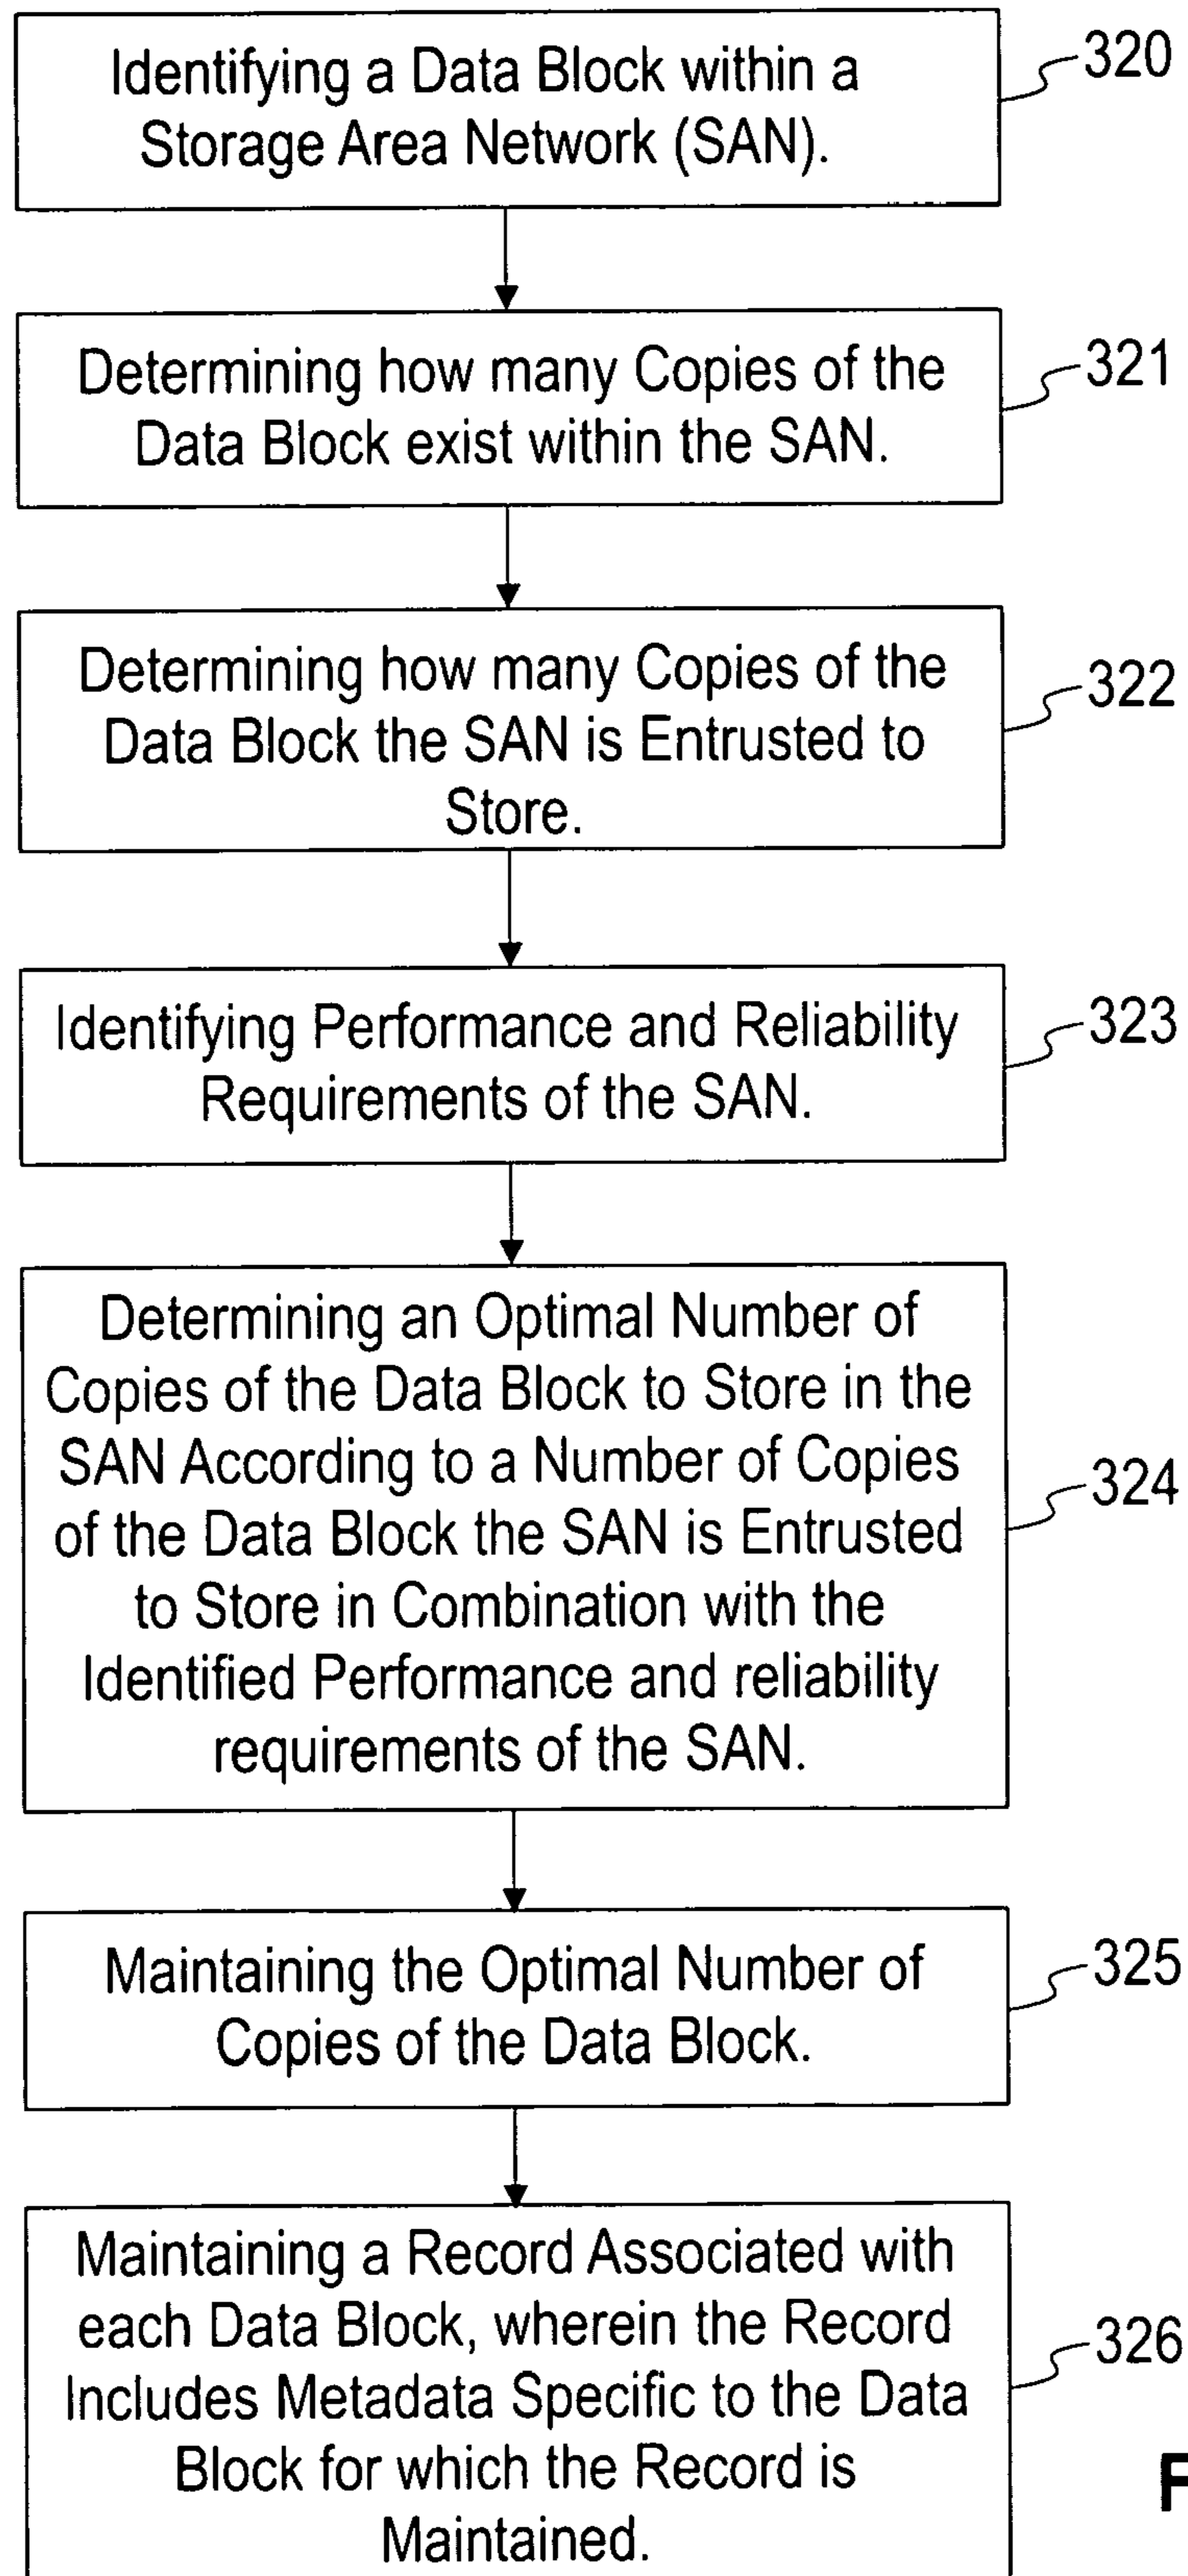 Identifying a Data Block within a
Storage Area Network (SAN).
320
Determining how many Copies of the
Data Block exist within the SAN.
321
Determining how many Copies of the
Data Block the SAN is Entrusted to
Store.
322
Identifying Performance and Reliability
Requirements of the SAN.
323
Determining an Optimal Number of
Copies of the Data Block to Store in the
SAN According to a Number of Copies
of the Data Block the SAN is Entrusted
to Store in Combination with the
Identified Performance and reliability
requirements of the SAN.
324
Maintaining the Optimal Number of
Copies of the Data Block.
325
Maintaining a Record Associated with
each Data Block, wherein the Record
Includes Metadata Specific to the Data
Block for which the Record is
Maintained.
326